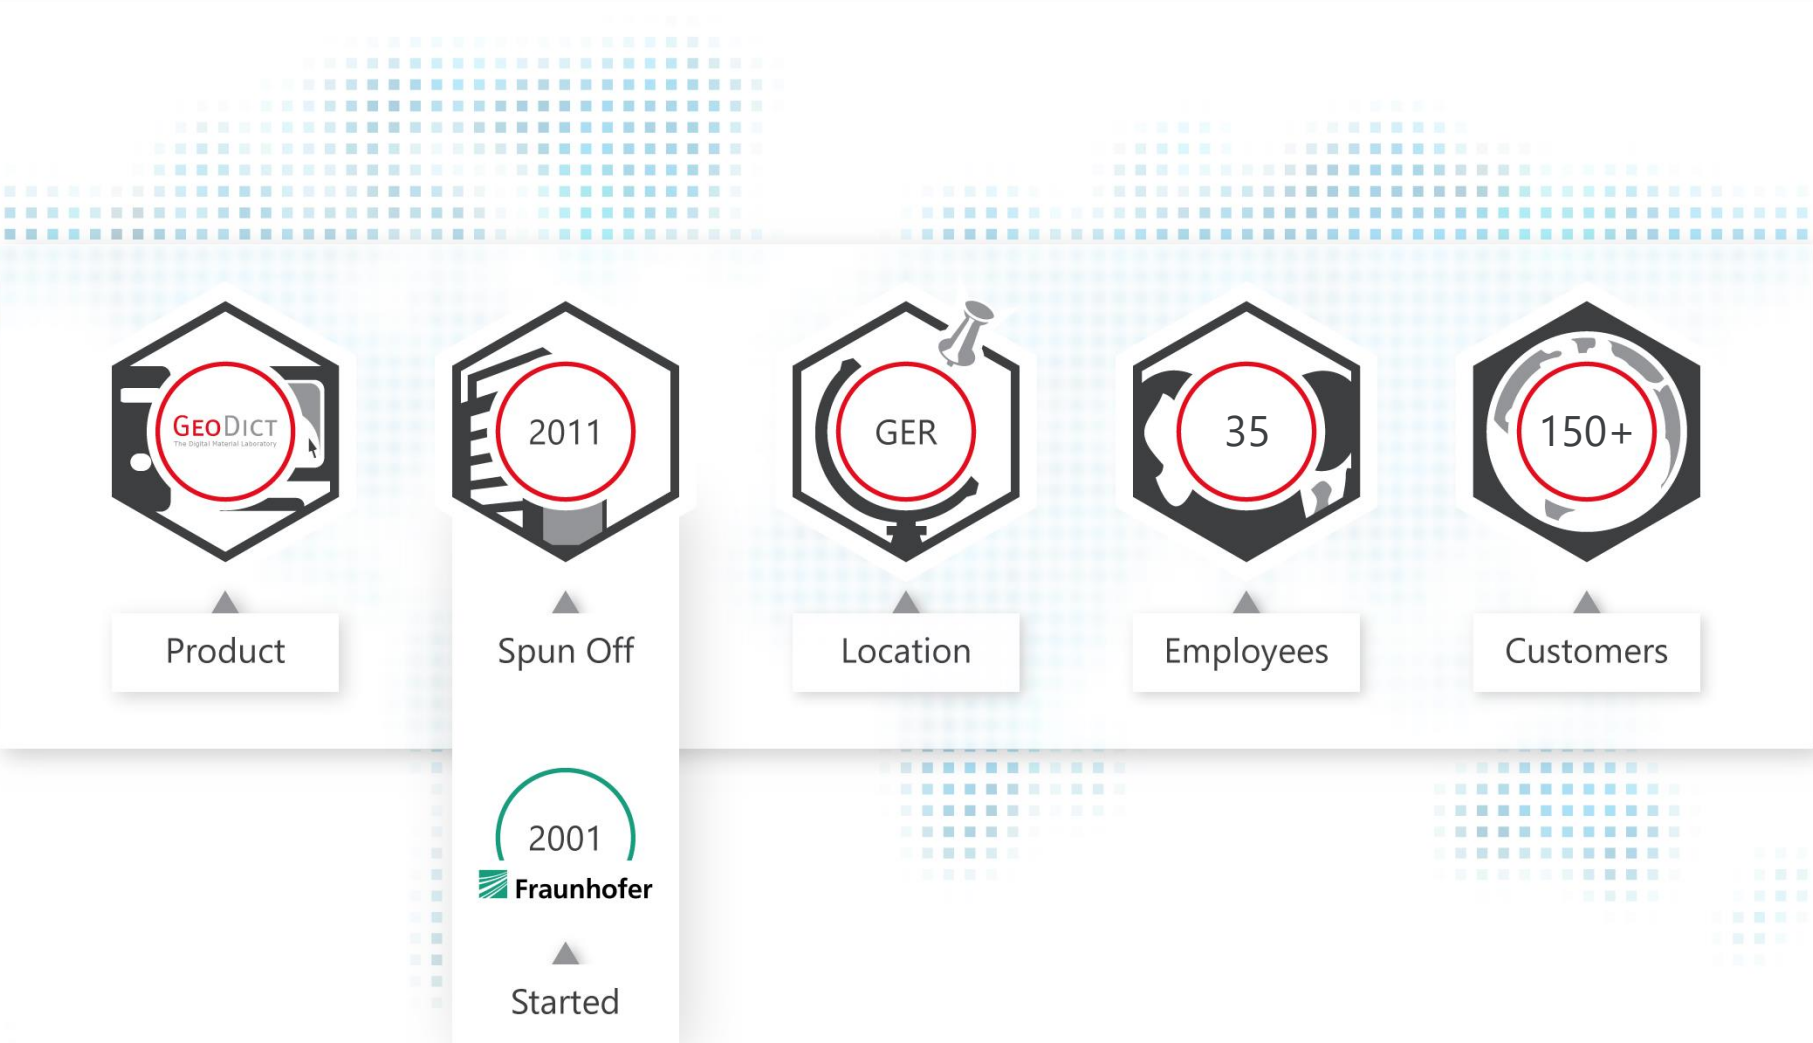 GEODICT
The Digital Material Laboratory
2011
GER
35
150+
Product
Spun Off
Location
Employees
Customers
2001
Fraunhofer
Started